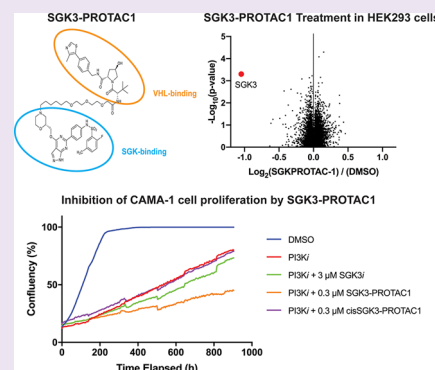 SGK3-PROTAC1
VHL-binding
SGK-binding
SGK3-PROTAC1 Treatment in HEK293 cells
-Log10(p-value)
5
4
3
2
1
0
SGK3
-1.0
-0.5
0.0
0.5
1.0
Log2(SGKPROTAC-1) / (DMSO)
Inhibition of CAMA-1 cell proliferation by SGK3-PROTAC1
Confluency (%)
100
50
0
0
200
400
600
800
1000
Time Elapsed (h)
DMSO
PI3Ki
PI3Ki + 3 μM SGK3i
PI3Ki + 0.3 μM SGK3-PROTAC1
PI3Ki + 0.3 μM cisSGK3-PROTAC1